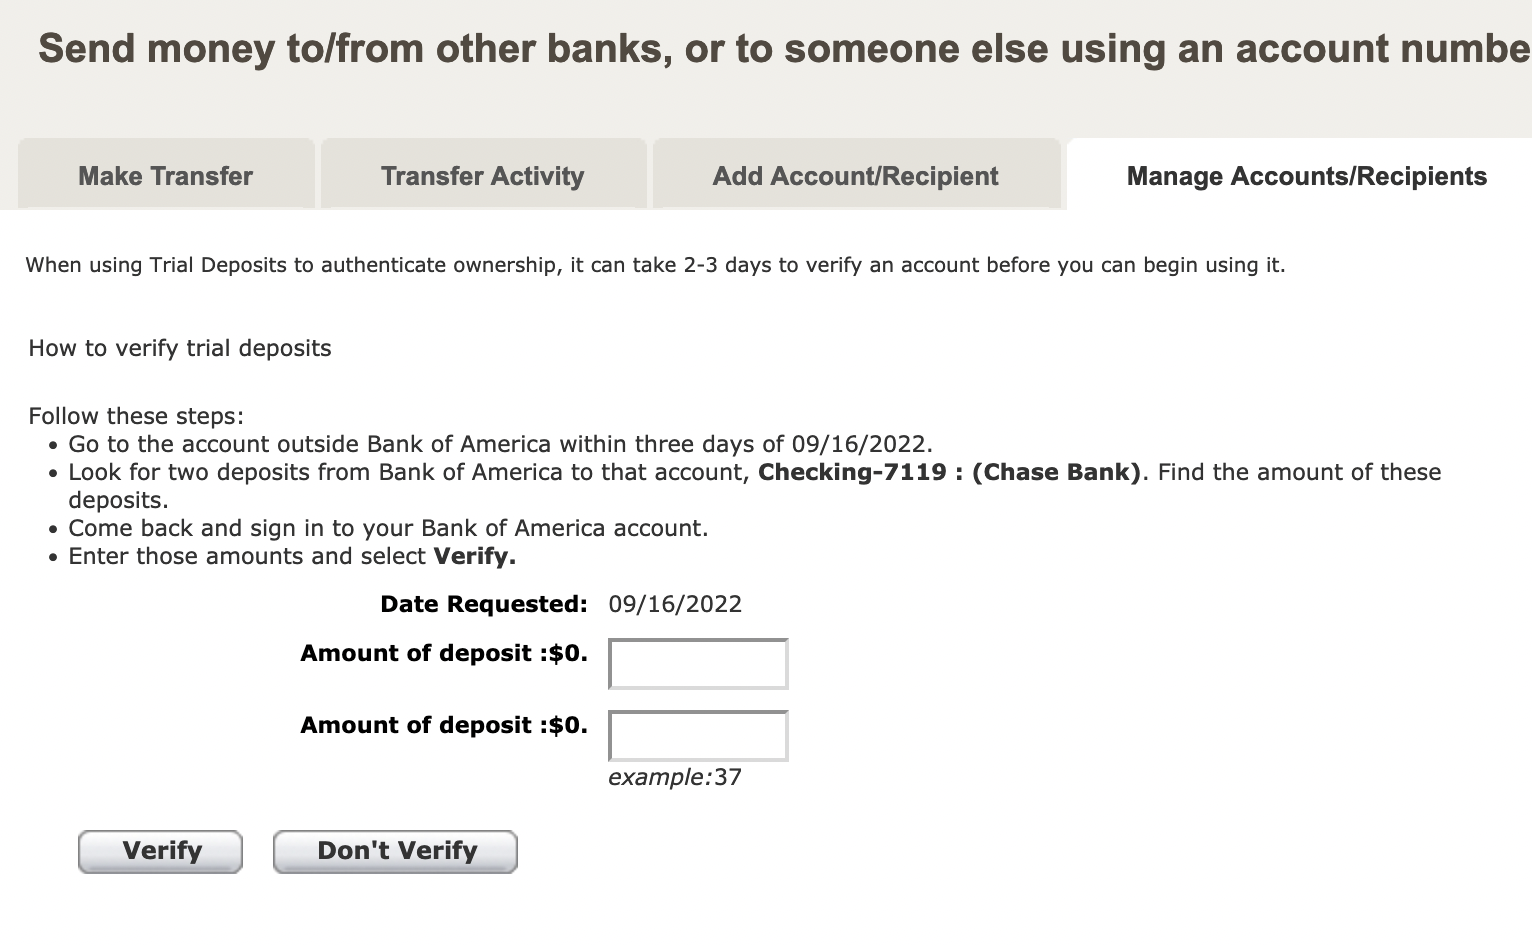 Send money to/from other banks, or to someone else using an account numbe
Make Transfer
Transfer Activity
Add Account/Recipient
Manage Accounts/Recipients
When using Trial Deposits to authenticate ownership, it can take 2-3 days to verify an account before you can begin using it.
How to verify trial deposits
Follow these steps:
• Go to the account outside Bank of America within three days of 09/16/2022.
• Look for two deposits from Bank of America to that account, Checking-7119 : (Chase Bank). Find the amount of these
deposits.
• Come back and sign in to your Bank of America account.
• Enter those amounts and select Verify.
Date Requested: 09/16/2022
Amount of deposit :$0.
Amount of deposit :$0.
example:37
Verify
Don't Verify